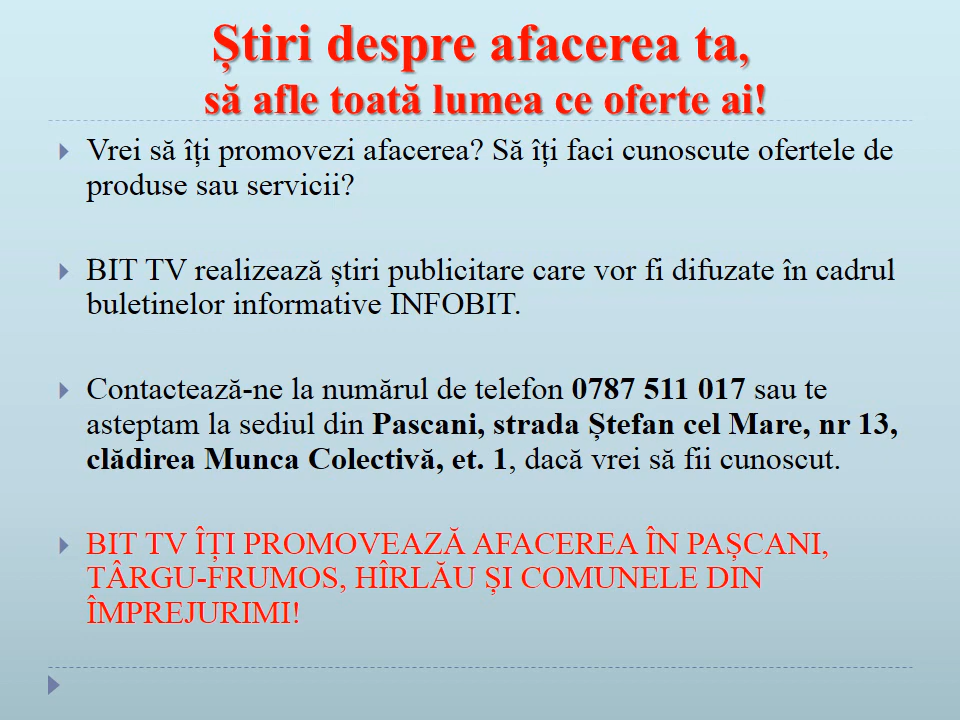 Știri despre afacerea ta,
să afle toată lumea ce oferte ai!
Vrei să îți promovezi afacerea? Să îți faci cunoscute ofertele de
produse sau servicii?
BIT TV realizează știri publicitare care vor fi difuzate în cadrul
buletinelor informative INFOBIT.
Contactează-ne la numărul de telefon 0787 511 017 sau te
asteptam la sediul din Pascani, strada Ștefan cel Mare, nr 13,
clădirea Munca Colectivă, et. 1, dacă vrei să fii cunoscut.
BIT TV ÎȚI PROMOVEAZĂ AFACEREA ÎN PAȘCANI,
TÂRGU-FRUMOS, HÎRLĂU ȘI COMUNELE DIN
ÎMPREJURIMI!